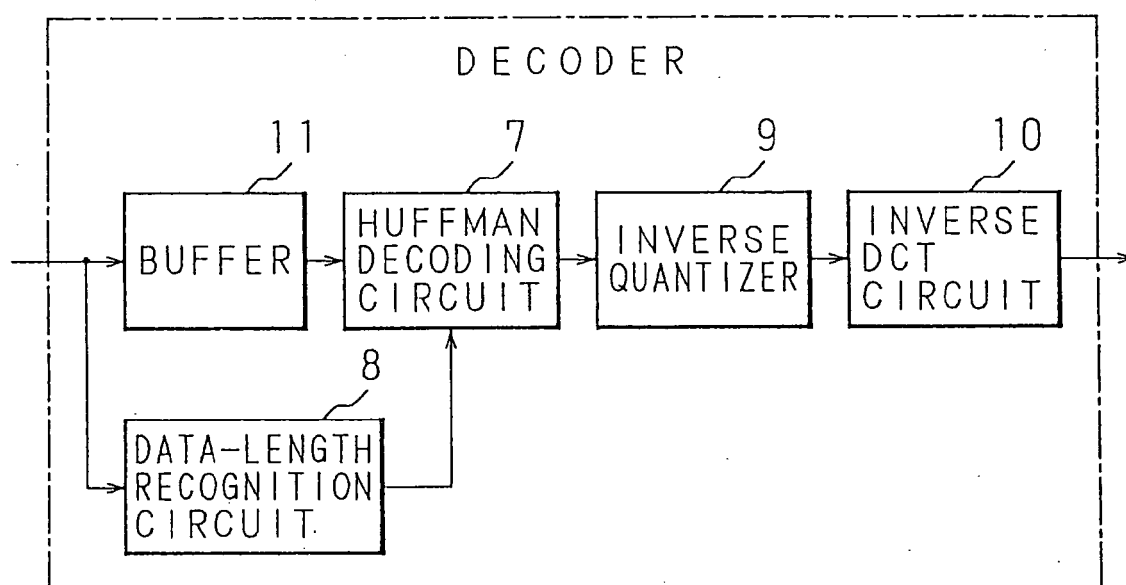 DECODER
11
7
9
10
BUFFER
HUFFMAN
DECODING
CIRCUIT
INVERSE
QUANTIZER
INVERSE
DCT
CIRCUIT
8
DATA-LENGTH
RECOGNITION
CIRCUIT